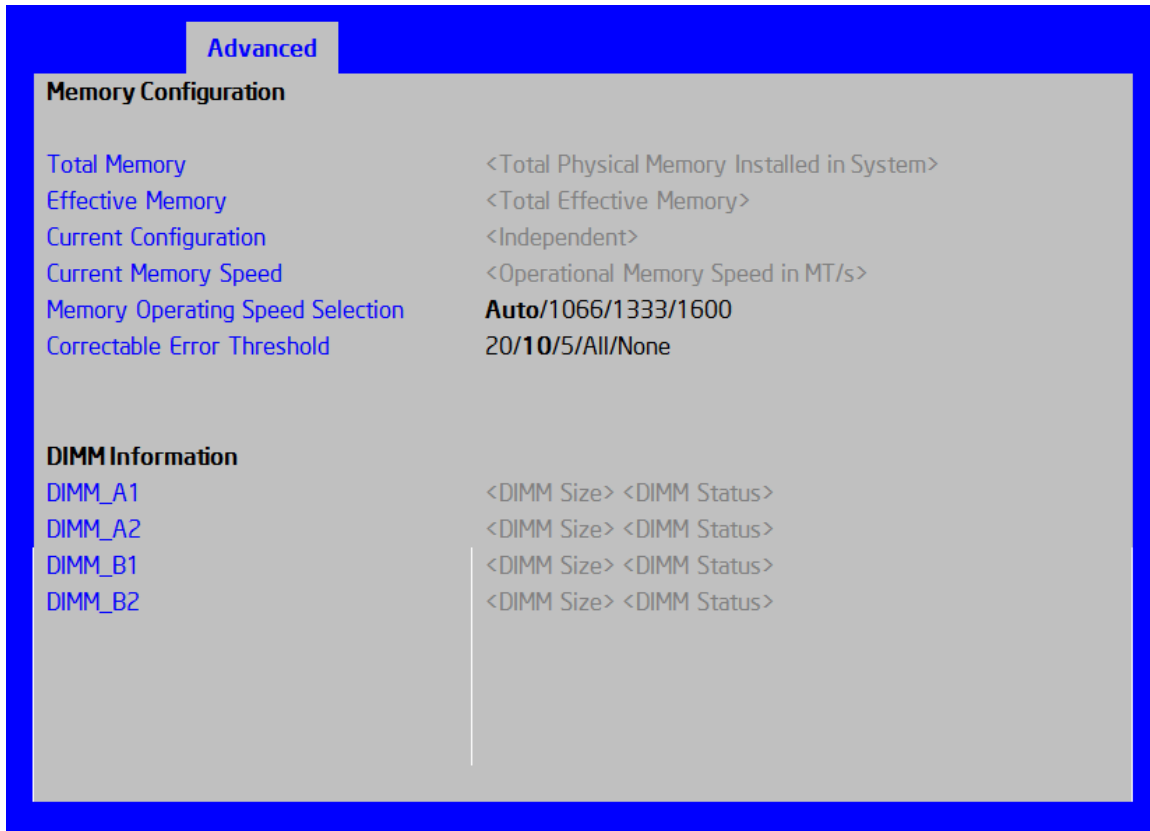 Advanced
Memory Configuration
Total Memory <Total Physical Memory Installed in System>
Effective Memory <Total Effective Memory>
Current Configuration <Independent>
Current Memory Speed <Operational Memory Speed in MT/s>
Memory Operating Speed Selection Auto/1066/1333/1600
Correctable Error Threshold 20/10/5/All/None
DIMM Information
DIMM_A1 <DIMM Size> <DIMM Status>
DIMM_A2 <DIMM Size> <DIMM Status>
DIMM_B1 <DIMM Size> <DIMM Status>
DIMM_B2 <DIMM Size> <DIMM Status>